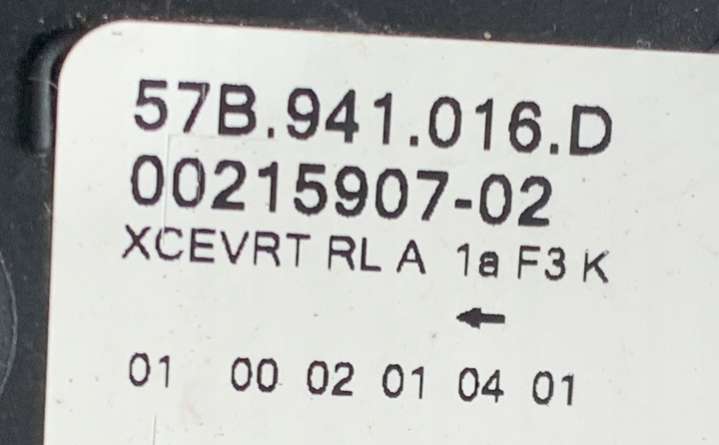 57B.941.016.D
00215907-02
XCEVRT RL A 1a F3 K
←
01 00 02 01 04 01